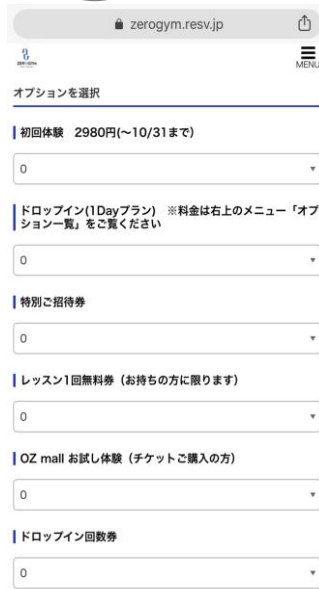 zerogym.resv.jp
ZERO GYM
MENU
オプションを選択
初回体験 2980円(～10/31まで)
0
ドロップイン(1Dayプラン) ※料金は右上のメニュー「オプ
ション一覧」をご覧ください
0
特別ご招待券
0
レッスン1回無料券（お持ちの方に限ります）
0
OZ mall お試し体験（チケットご購入の方）
0
ドロップイン回数券
0